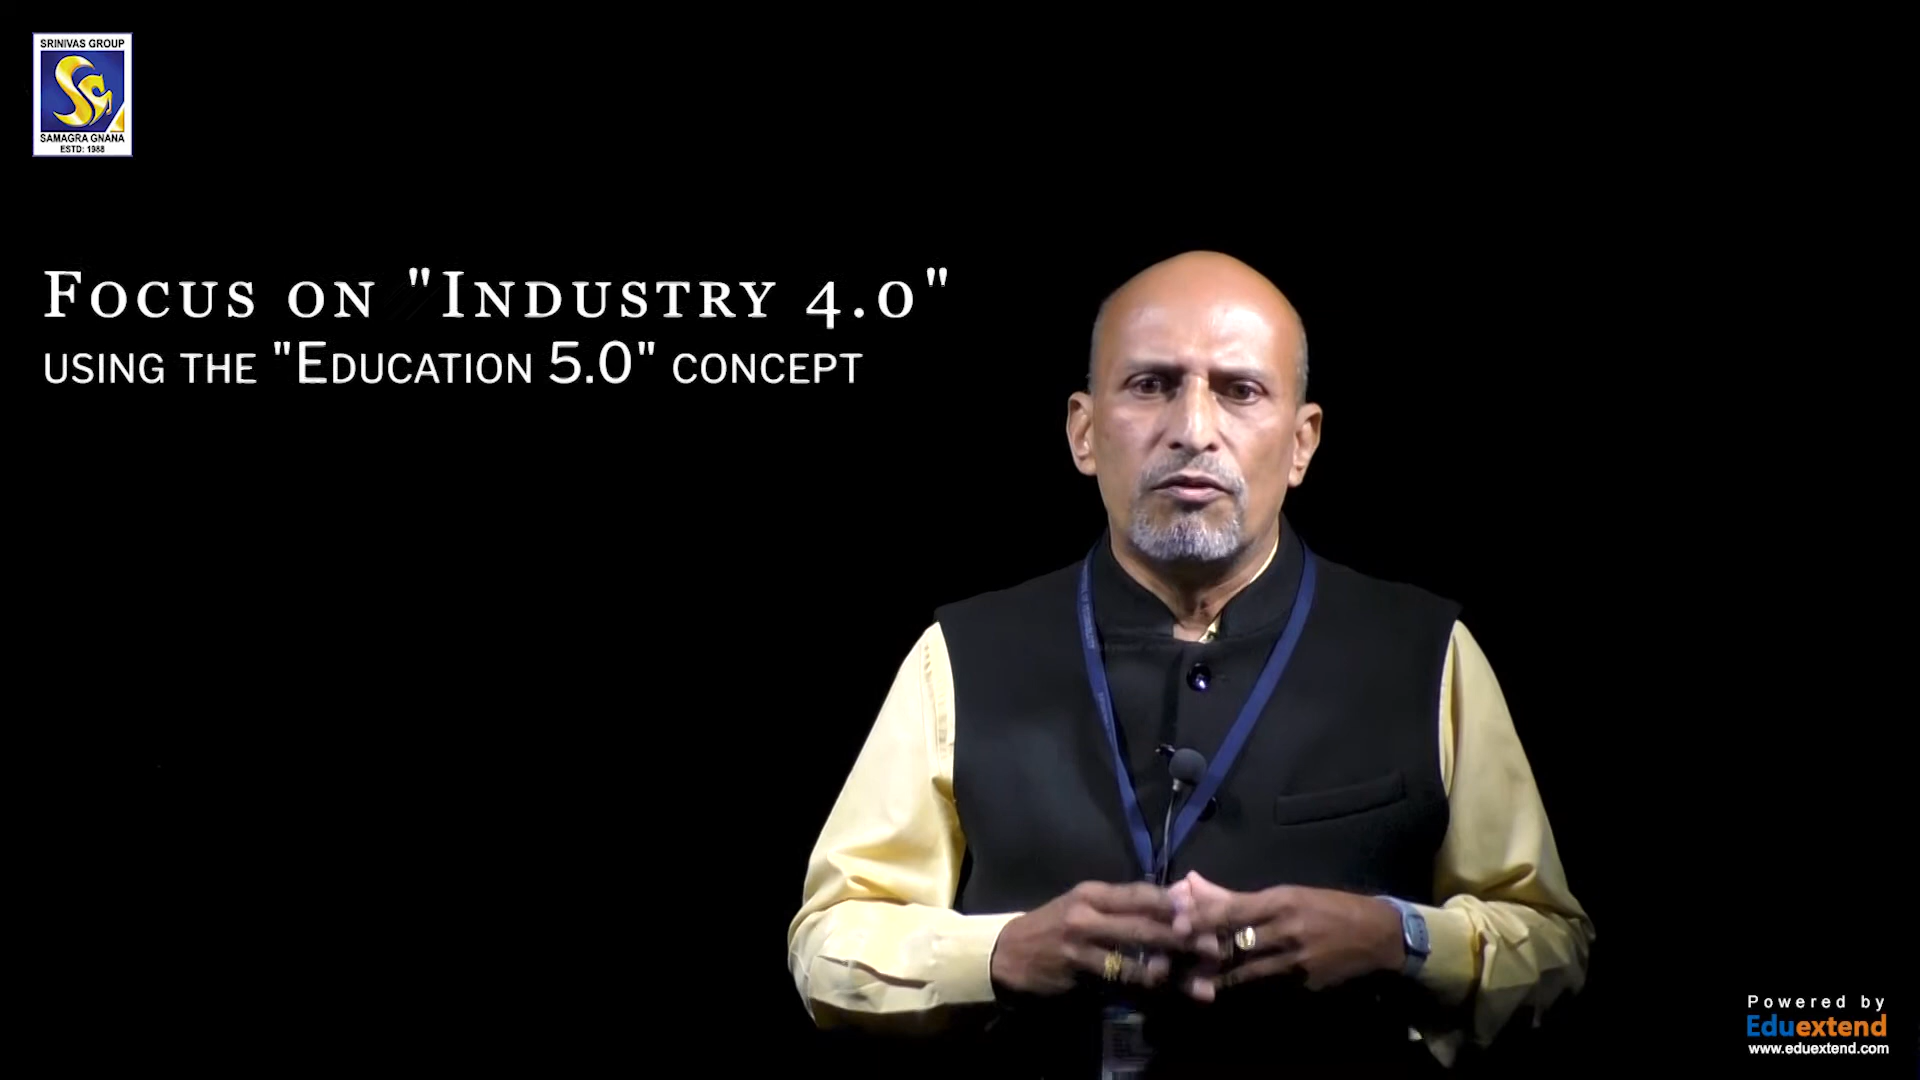 SRINIVAS GROUP
SAMAGRA GNANA
ESTD: 1988
FOCUS ON "INDUSTRY 4.0"
USING THE "EDUCATION 5.0" CONCEPT
Powered by
Eduextend
www.eduextend.com